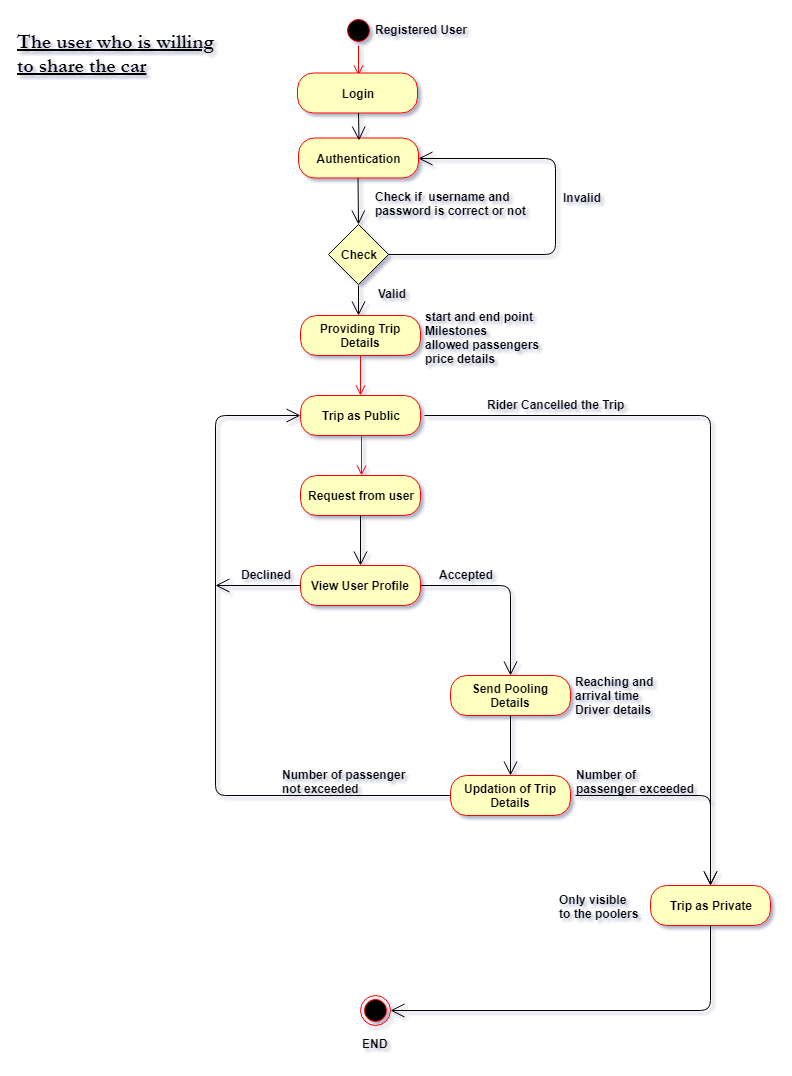 The user who is willing
to share the car
Registered User
Login
Authentication
Check if  username and
password is correct or not
Invalid
Check
Valid
Providing Trip
Details
start and end point
Milestones
allowed passengers
price details
Trip as Public
Rider Cancelled the Trip
Request from user
Declined
View User Profile
Accepted
Send Pooling
Details
Reaching and
arrival time
Driver details
Number of passenger
not exceeded
Updation of Trip
Details
Number of
passenger exceeded
Only visible
to the poolers
Trip as Private
END